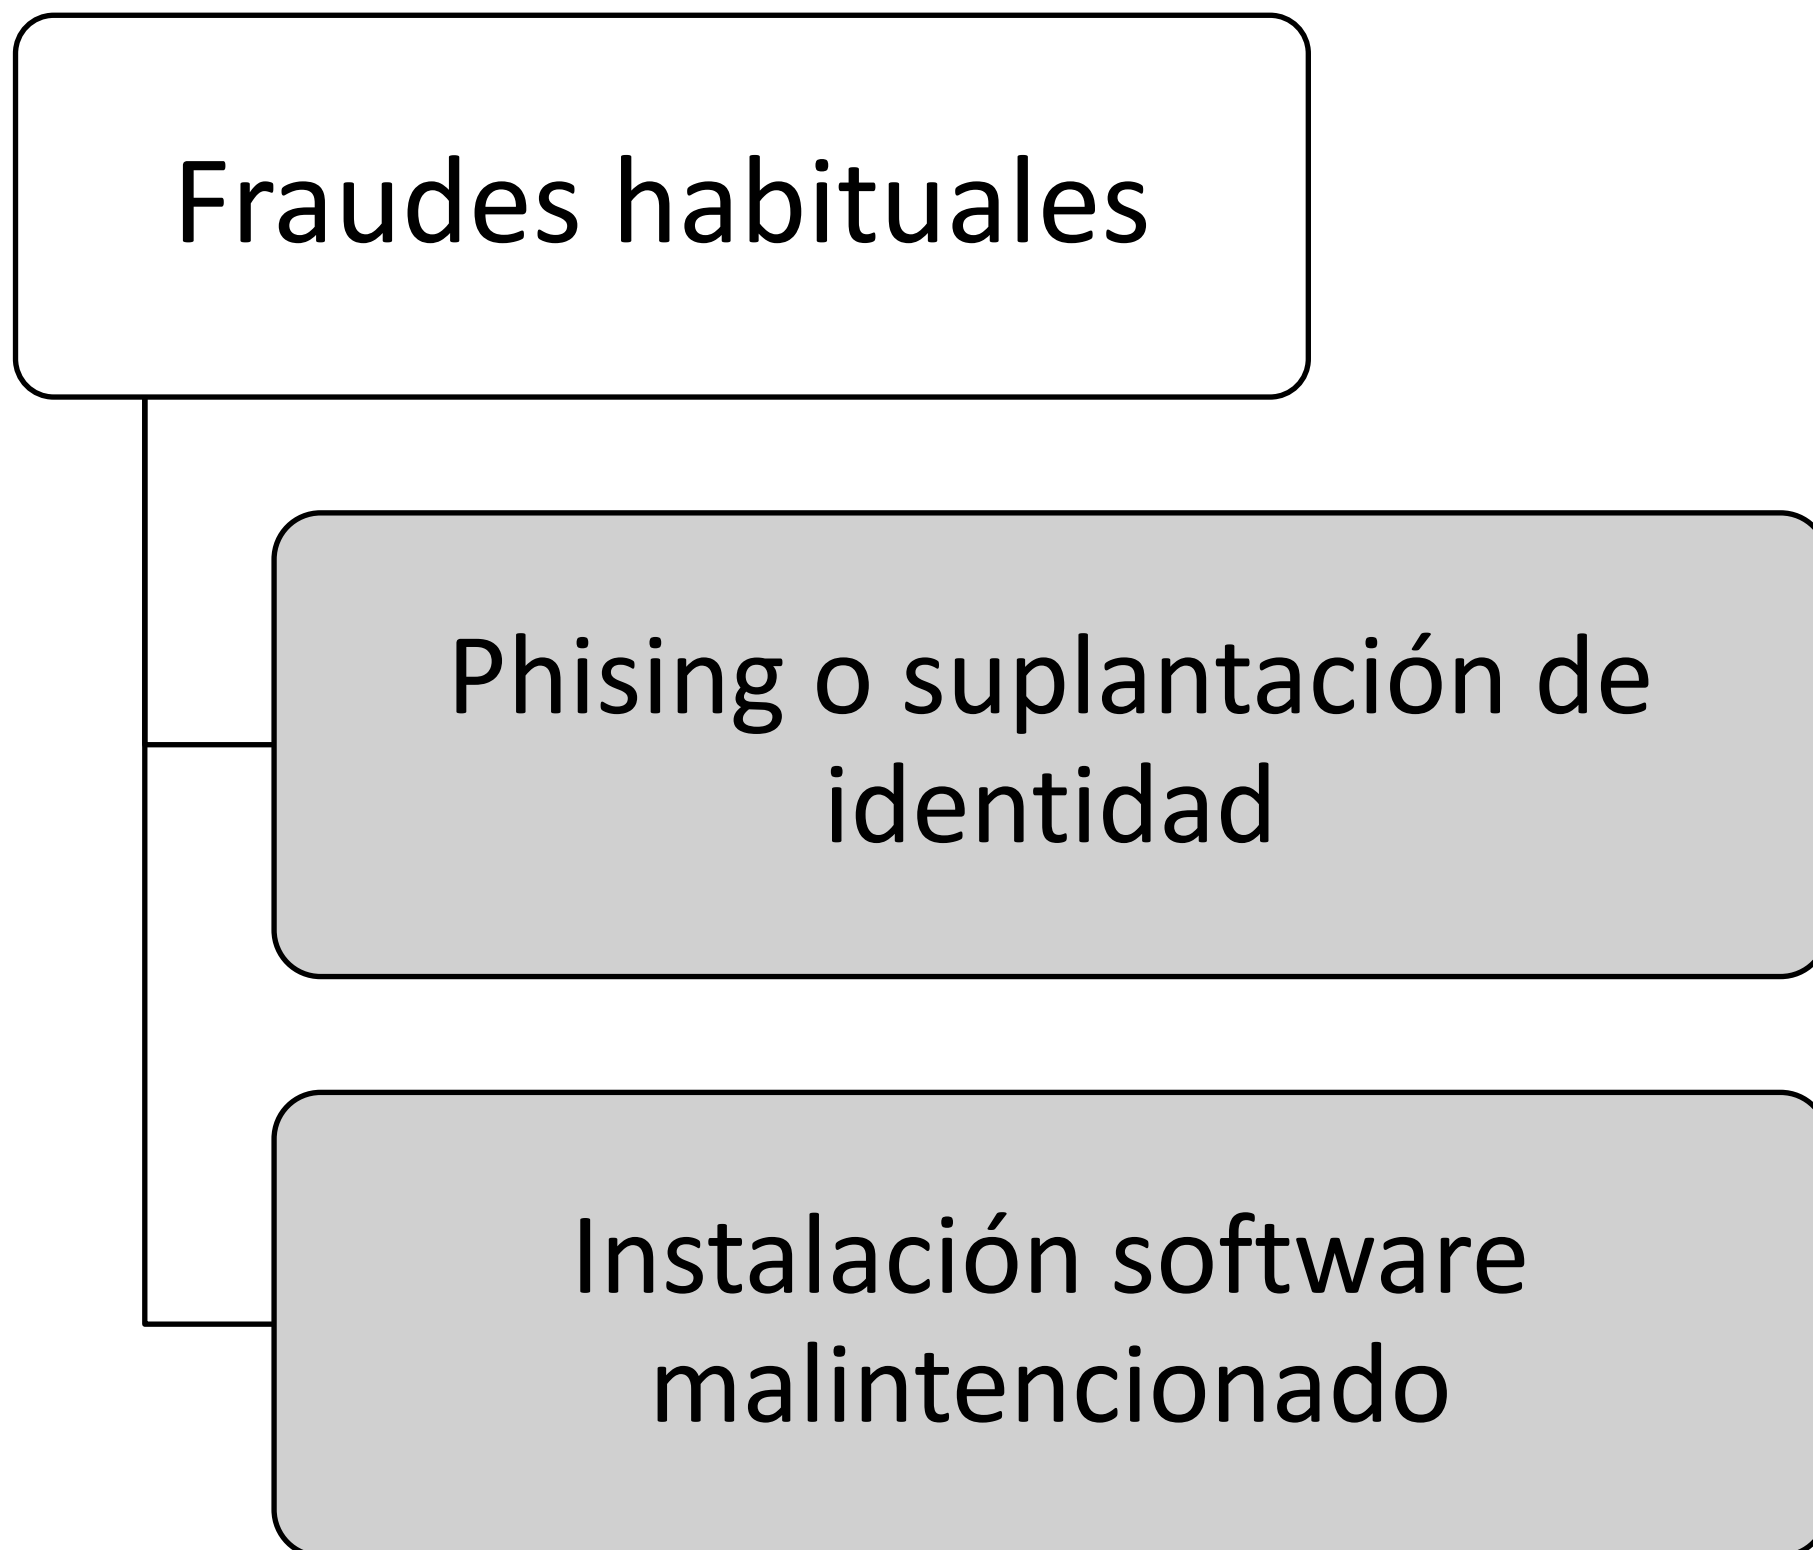 Fraudes habituales
Phising o suplantación de
identidad
Instalación software
malintencionado